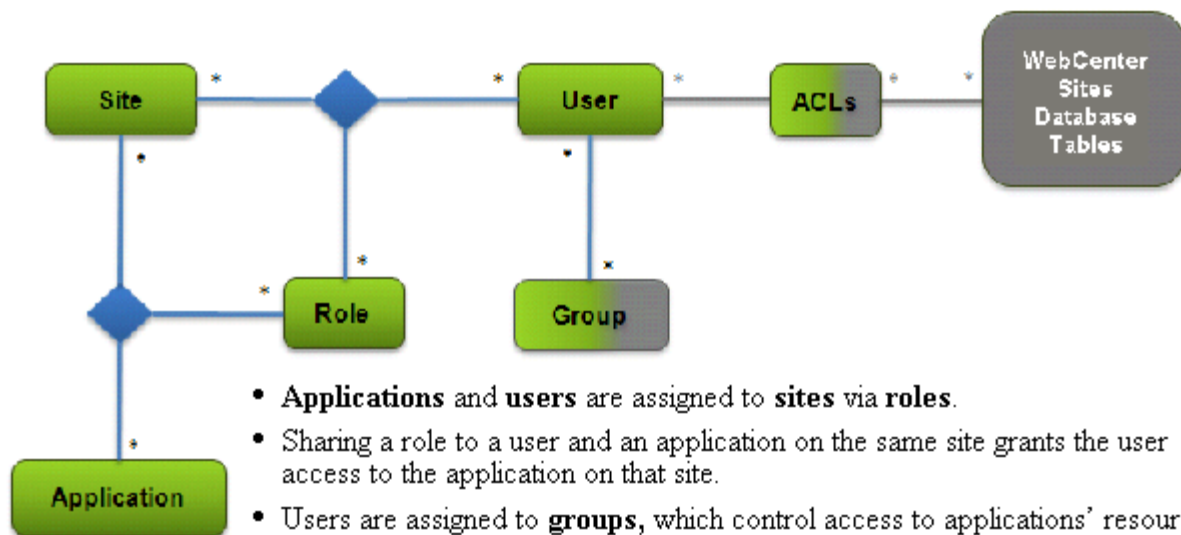 Site
*
*
User
*
ACLs
*
*
WebCenter
Sites
Database
Tables
*
*
*
*
*
Role
Group
*
Application
• Applications and users are assigned to sites via roles.
• Sharing a role to a user and an application on the same site grants the user
access to the application on that site.
• Users are assigned to groups, which control access to applications’ resour